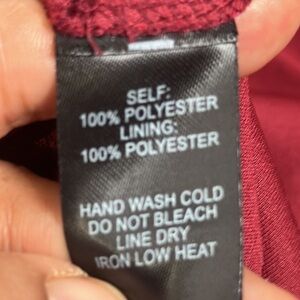 SELF:
100% POLYESTER
LINING:
100% POLYESTER
HAND WASH COLD
DO NOT BLEACH
LINE DRY
IRON LOW HEAT